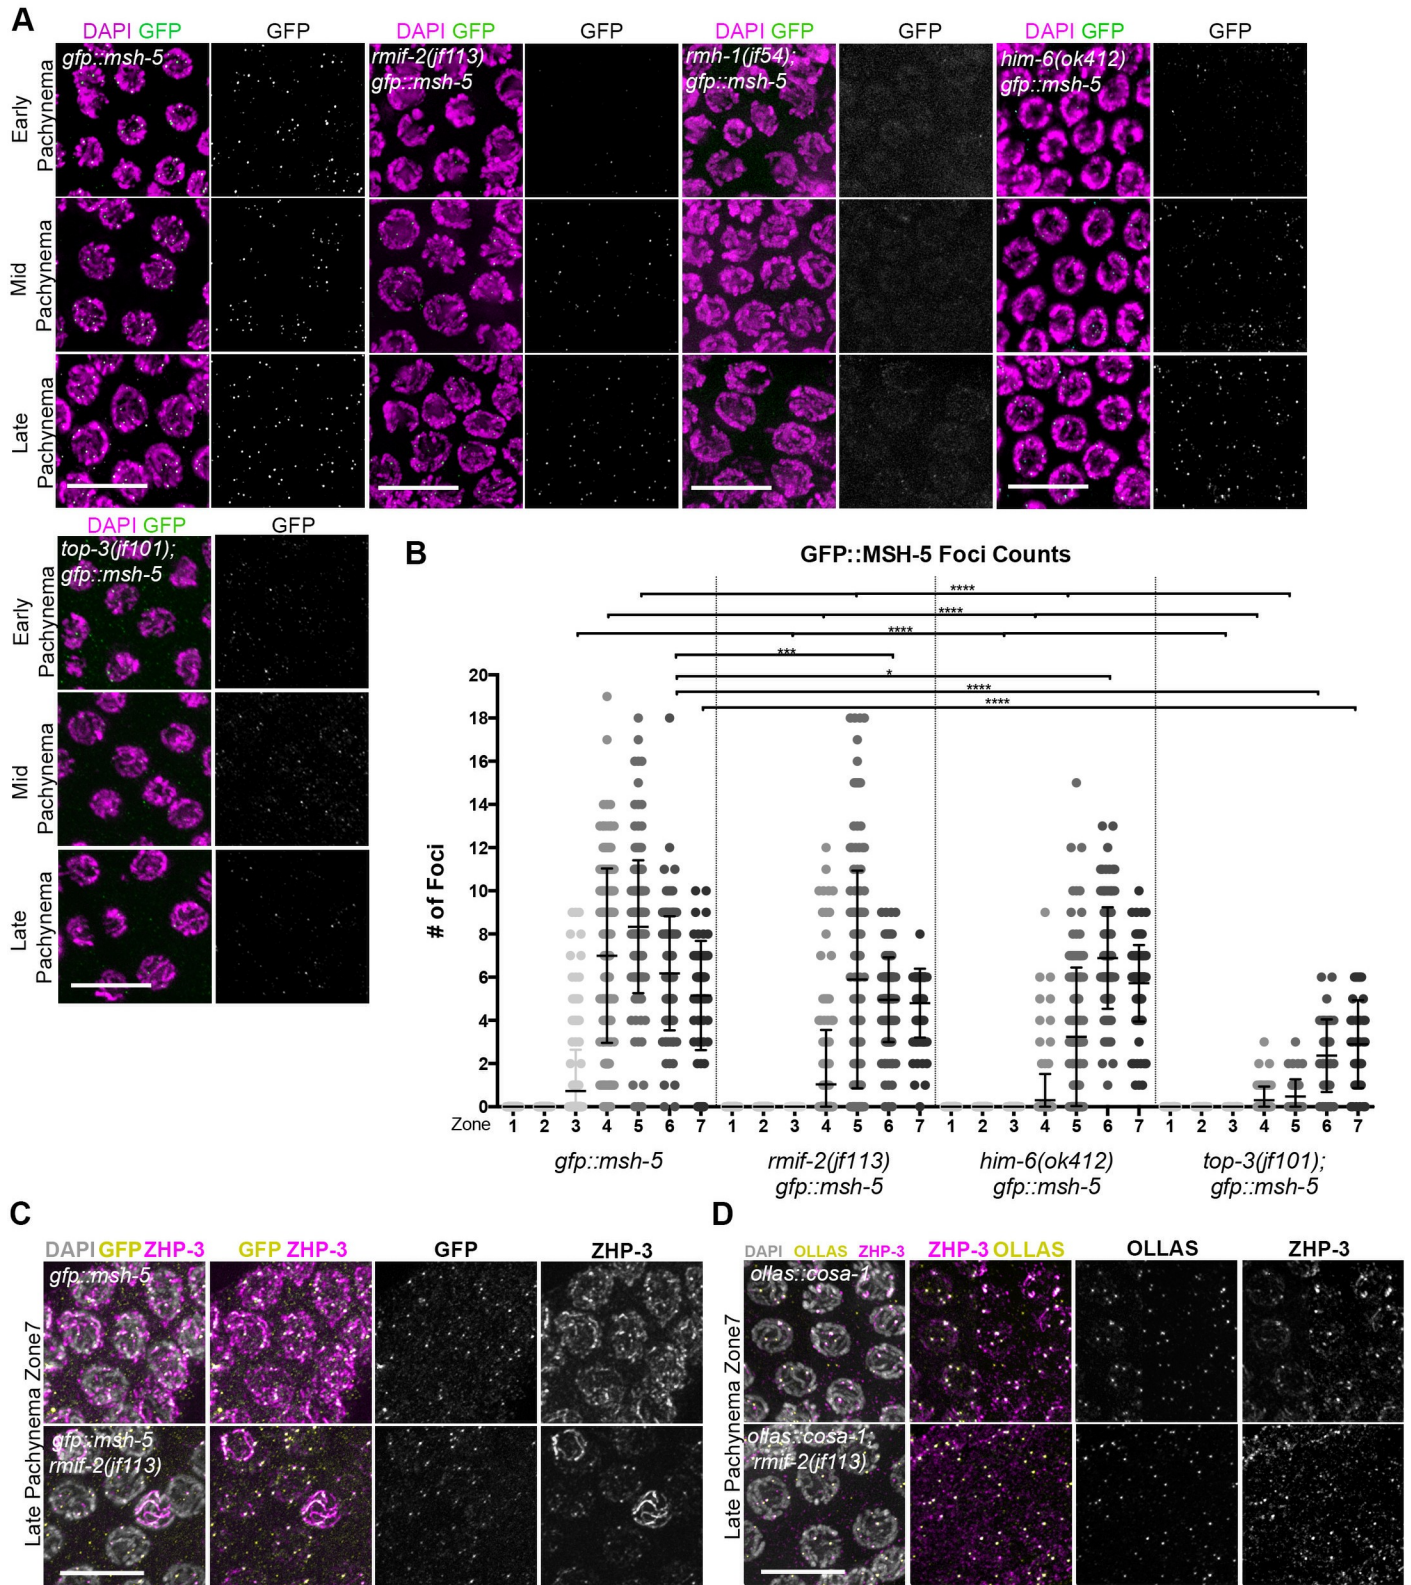 A
DAPI GFP GFP DAPI GFP GFP DAPI GFP GFP DAPI GFP GFP
gfp::msh-5
rmif-2(jf113)
gfp::msh-5
rmh-1(jf54);
gfp::msh-5
him-6(ok412)
gfp::msh-5
Early
Pachynema
Mid
Pachynema
Late
Pachynema
DAPI GFP GFP
top-3(jf101);
gfp::msh-5
Early
Pachynema
Mid
Pachynema
Late
Pachynema
B
GFP::MSH-5 Foci Counts
****
****
****
***
*
****
****
# of Foci
20
18
16
14
12
10
8
6
4
2
0
Zone 1 2 3 4 5 6 7 1 2 3 4 5 6 7 1 2 3 4 5 6 7 1 2 3 4 5 6 7
gfp::msh-5
rmif-2(jf113)
gfp::msh-5
him-6(ok412)
gfp::msh-5
top-3(jf101);
gfp::msh-5
C
DAPI GFP ZHP-3 GFP ZHP-3 GFP ZHP-3
Late Pachynema Zone7
gfp::msh-5
gfp::msh-5
rmif-2(jf113)
D
DAPI OLLAS ZHP-3 ZHP-3 OLLAS OLLAS ZHP-3
Late Pachynema Zone7
ollas::cosa-1
ollas::cosa-1
rmif-2(jf113)